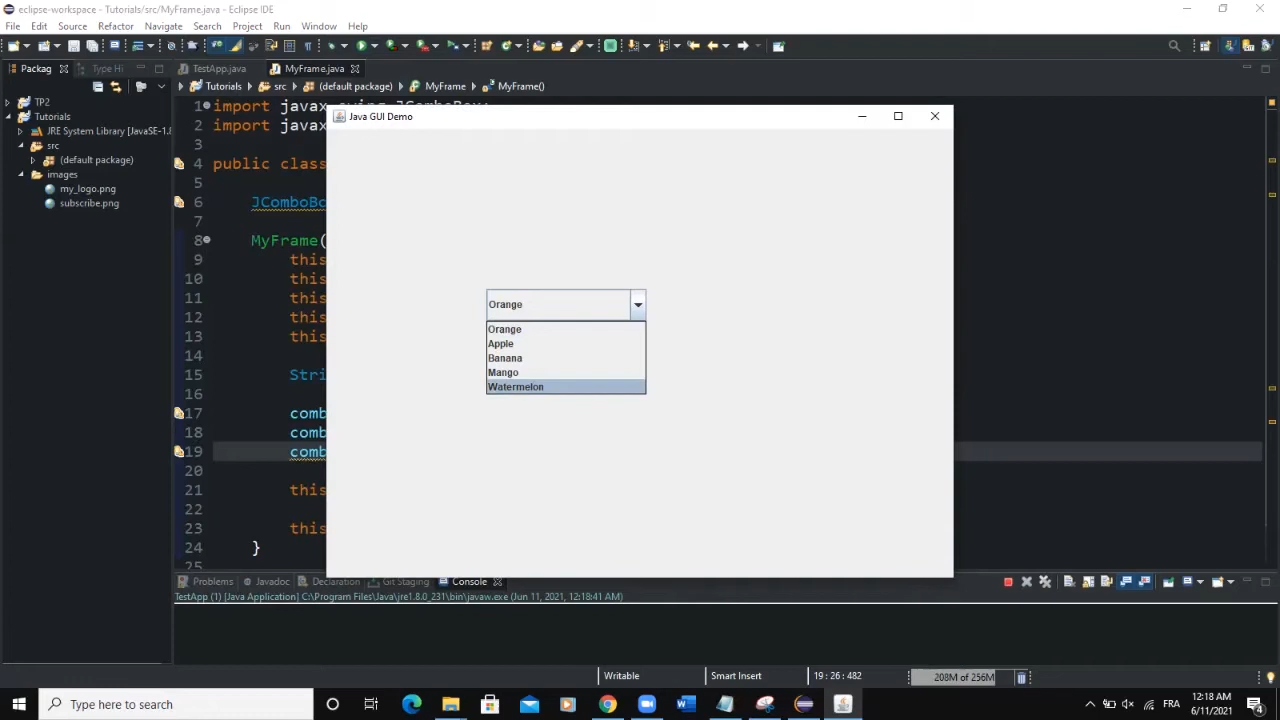 eclipse-workspace - Tutorials/src/MyFrame.java - Eclipse IDE
File Edit Source Refactor Navigate Search Project Run Window Help
Packag Type Hi TestApp.java MyFrame.java
Tutorials src (default package) MyFrame MyFrame()
TP2
Tutorials
JRE System Library [JavaSE-1.
src
(default package)
images
my_logo.png
subscribe.png
1 import javax.swing.JComboBox;
2 import javax
3
4 public class
5
6 JComboBo
7
8 MyFrame(
9 this
10 this
11 this
12 this
13 this
14
15 Stri
16
17 comb
18 comb
19 comb
20
21 this
22
23 this
24 }
25
Java GUI Demo
Orange
Orange
Apple
Banana
Mango
Watermelon
Problems Javadoc Declaration Git Staging Console
TestApp (1) [Java Application] C:\Program Files\Java\jre1.8.0_231\bin\javaw.exe (Jun 11, 2021, 12:18:41 AM)
Writable Smart Insert 19 : 26 : 482 208M of 256M
Type here to search
FRA
12:18 AM
6/11/2021
4